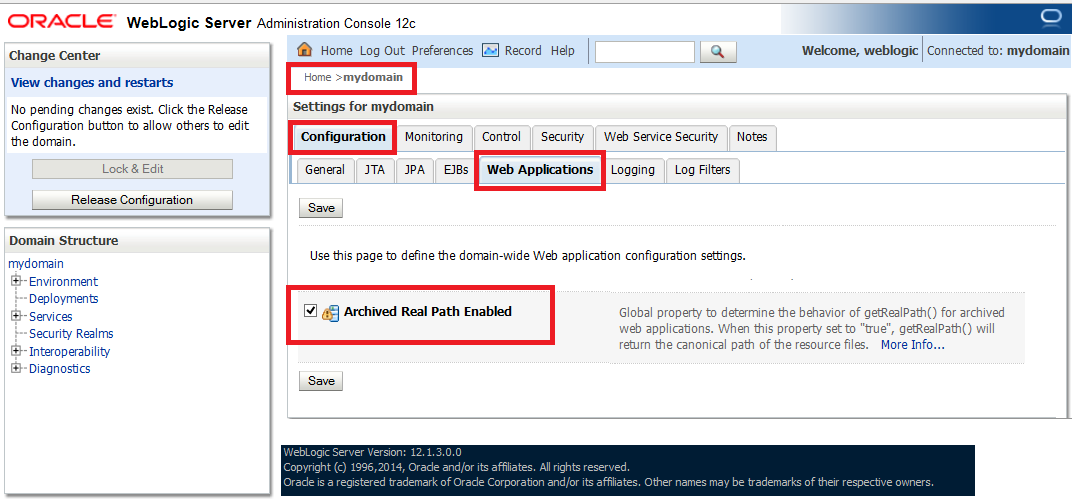 ORACLE WebLogic Server Administration Console 12c
Change Center
View changes and restarts
No pending changes exist. Click the Release
Configuration button to allow others to edit
the domain.
Lock & Edit
Release Configuration
Domain Structure
mydomain
Environment
Deployments
Services
Security Realms
Interoperability
Diagnostics
Home Log Out Preferences Record Help
Welcome, weblogic Connected to: mydomain
Home >mydomain
Settings for mydomain
Configuration Monitoring Control Security Web Service Security Notes
General JTA JPA EJBs Web Applications Logging Log Filters
Save
Use this page to define the domain-wide Web application configuration settings.
Archived Real Path Enabled
Global property to determine the behavior of getRealPath() for archived
web applications. When this property set to "true", getRealPath() will
return the canonical path of the resource files. More Info...
Save
WebLogic Server Version: 12.1.3.0.0
Copyright (c) 1996,2014, Oracle and/or its affiliates. All rights reserved.
Oracle is a registered trademark of Oracle Corporation and/or its affiliates. Other names may be trademarks of their respective owners.